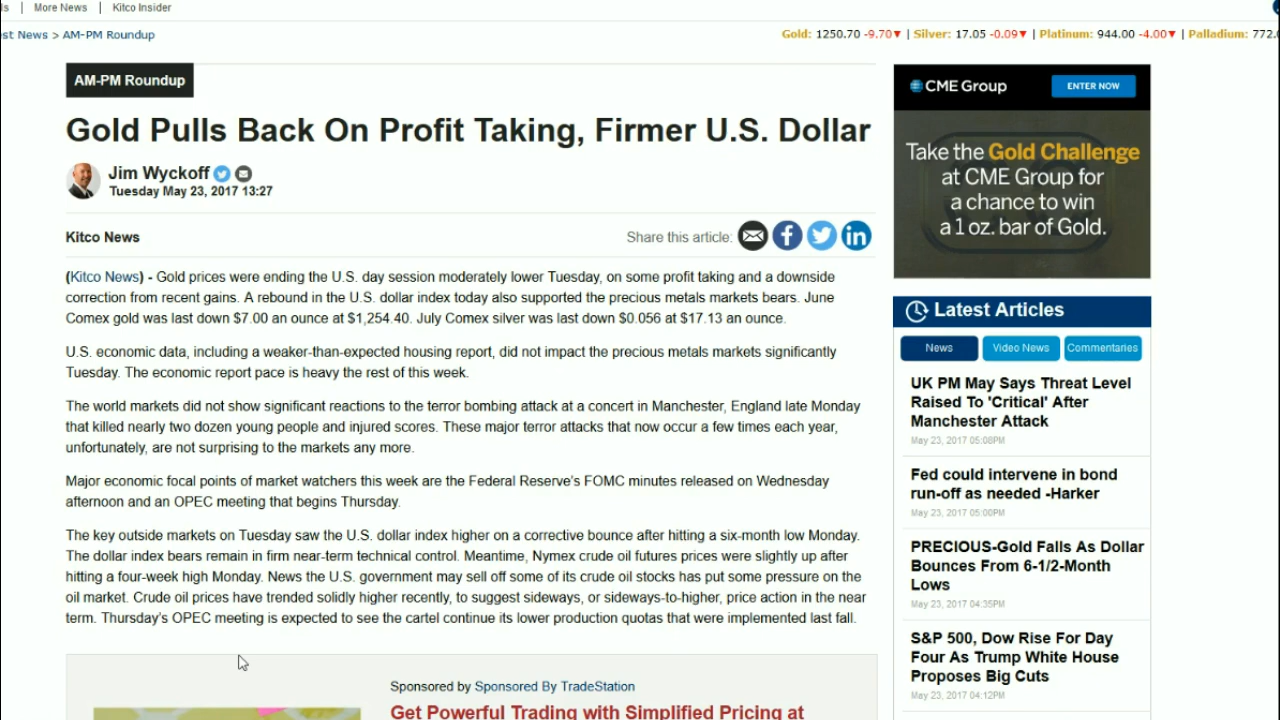 More News | Kitco Insider
News > AM-PM Roundup
Gold: 1250.70 -9.70▼ | Silver: 17.05 -0.09▼ | Platinum: 944.00 -4.00▼ | Palladium: 772.
AM-PM Roundup
Gold Pulls Back On Profit Taking, Firmer U.S. Dollar
Jim Wyckoff
Tuesday May 23, 2017 13:27
Kitco News
Share this article:
(Kitco News) - Gold prices were ending the U.S. day session moderately lower Tuesday, on some profit taking and a downside
correction from recent gains. A rebound in the U.S. dollar index today also supported the precious metals markets bears. June
Comex gold was last down $7.00 an ounce at $1,254.40. July Comex silver was last down $0.056 at $17.13 an ounce.
U.S. economic data, including a weaker-than-expected housing report, did not impact the precious metals markets significantly
Tuesday. The economic report pace is heavy the rest of this week.
The world markets did not show significant reactions to the terror bombing attack at a concert in Manchester, England late Monday
that killed nearly two dozen young people and injured scores. These major terror attacks that now occur a few times each year,
unfortunately, are not surprising to the markets any more.
Major economic focal points of market watchers this week are the Federal Reserve's FOMC minutes released on Wednesday
afternoon and an OPEC meeting that begins Thursday.
The key outside markets on Tuesday saw the U.S. dollar index higher on a corrective bounce after hitting a six-month low Monday.
The dollar index bears remain in firm near-term technical control. Meantime, Nymex crude oil futures prices were slightly up after
hitting a four-week high Monday. News the U.S. government may sell off some of its crude oil stocks has put some pressure on the
oil market. Crude oil prices have trended solidly higher recently, to suggest sideways, or sideways-to-higher, price action in the near
term. Thursday's OPEC meeting is expected to see the cartel continue its lower production quotas that were implemented last fall.
Sponsored by Sponsored By TradeStation
Get Powerful Trading with Simplified Pricing at
CME Group
ENTER NOW
Take the Gold Challenge
at CME Group for
a chance to win
a 1 oz. bar of Gold.
Latest Articles
News
Video News
Commentaries
UK PM May Says Threat Level
Raised To 'Critical' After
Manchester Attack
May 23, 2017 05:08PM
Fed could intervene in bond
run-off as needed -Harker
May 23, 2017 05:00PM
PRECIOUS-Gold Falls As Dollar
Bounces From 6-1/2-Month
Lows
May 23, 2017 04:35PM
S&P 500, Dow Rise For Day
Four As Trump White House
Proposes Big Cuts
May 23, 2017 04:12PM